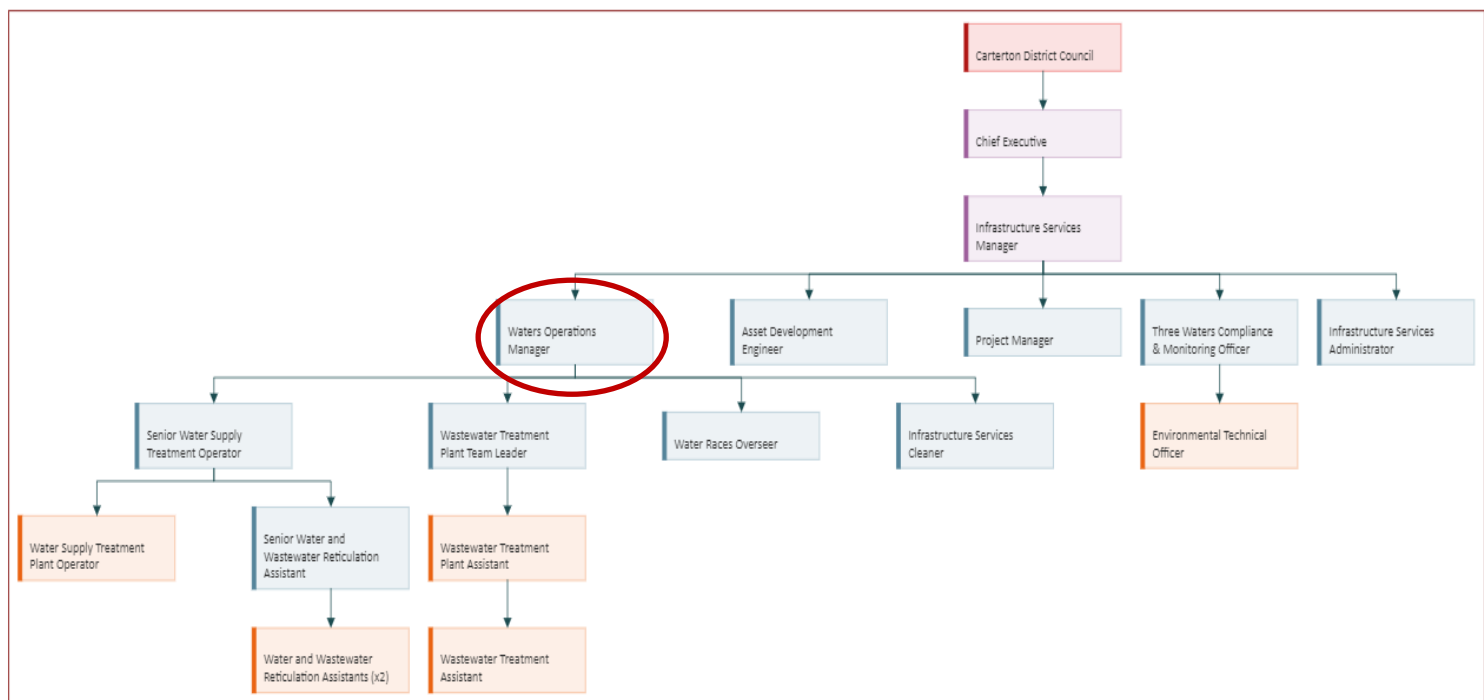 Carterton District Council
Chief Executive
Infrastructure Services
Manager
Waters Operations
Manager
Asset Development
Engineer
Project Manager
Three Waters Compliance
& Monitoring Officer
Infrastructure Services
Administrator
Senior Water Supply
Treatment Operator
Wastewater Treatment
Plant Team Leader
Water Races Overseer
Infrastructure Services
Cleaner
Environmental Technical
Officer
Water Supply Treatment
Plant Operator
Senior Water and
Wastewater Reticulation
Assistant
Wastewater Treatment
Plant Assistant
Water and Wastewater
Reticulation Assistants (x2)
Wastewater Treatment
Assistant